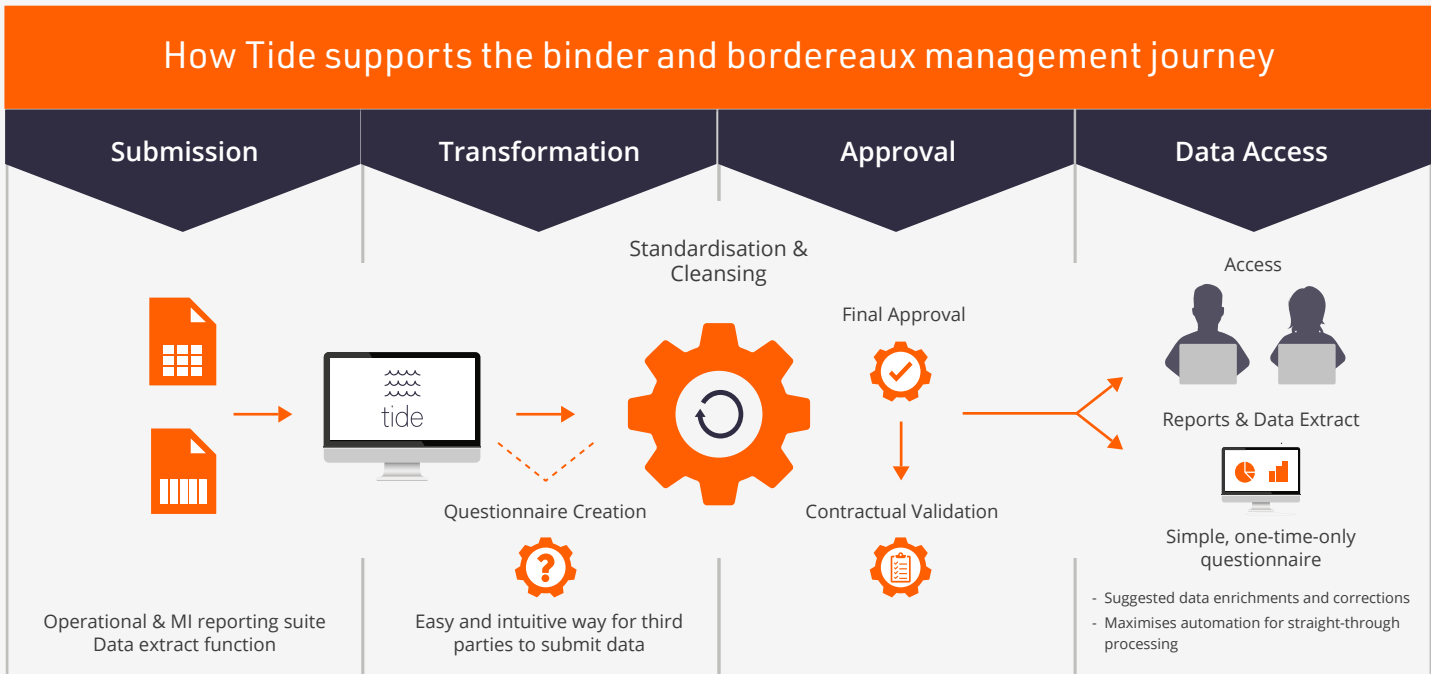 How Tide supports the binder and bordereaux management journey
Submission
Transformation
Approval
Data Access
Operational & MI reporting suite
Data extract function
tide
Questionnaire Creation
?
Easy and intuitive way for third
parties to submit data
Standardisation &
Cleansing
Final Approval
Contractual Validation
Access
Reports & Data Extract
Simple, one-time-only
questionnaire
- Suggested data enrichments and corrections
- Maximises automation for straight-through
processing